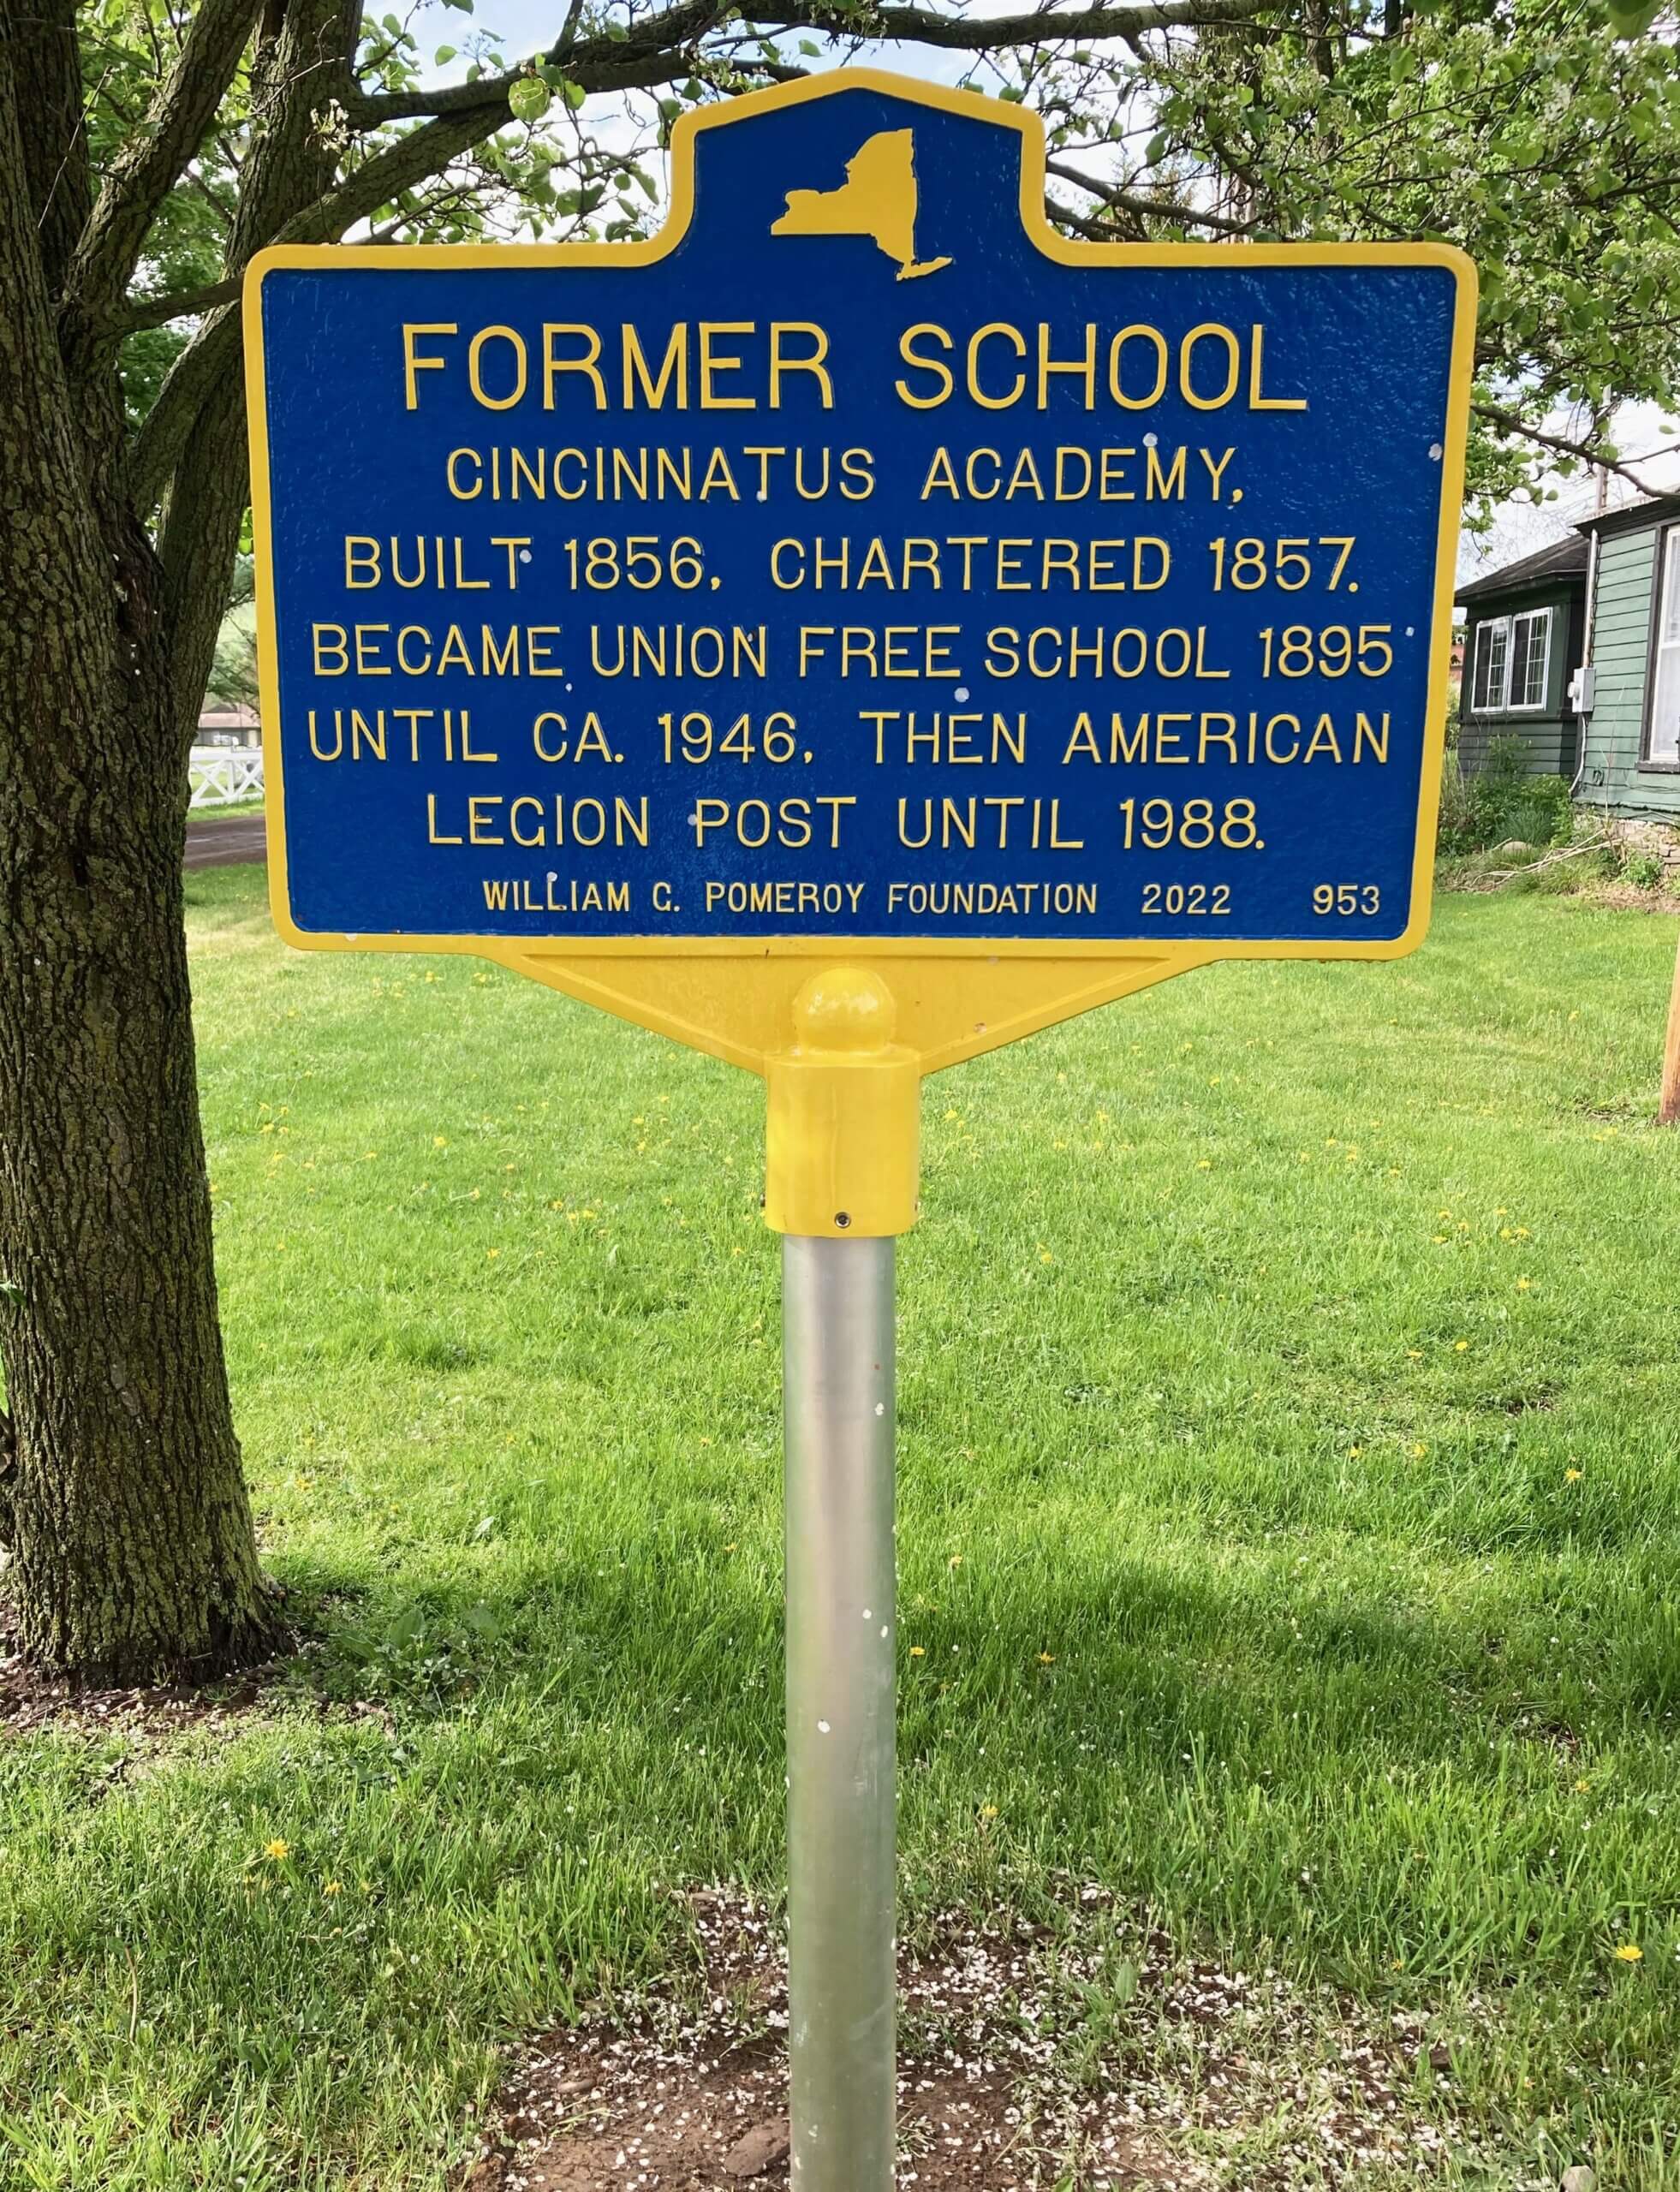 FORMER SCHOOL
CINCINNATUS ACADEMY,
BUILT 1856, CHARTERED 1857.
BECAME UNION FREE SCHOOL 1895
UNTIL CA. 1946, THEN AMERICAN
LEGION POST UNTIL 1988.
WILLIAM G. POMEROY FOUNDATION 2022 953